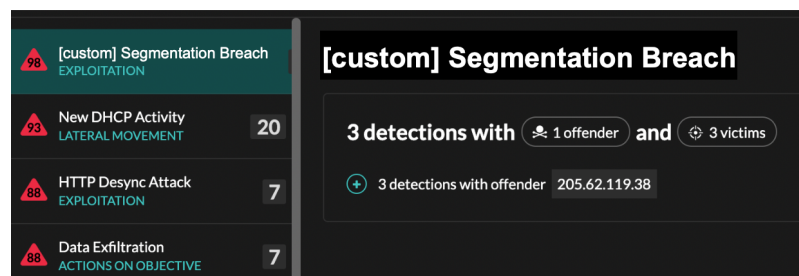 98
[custom] Segmentation Breach
EXPLOITATION
93
New DHCP Activity
LATERAL MOVEMENT
20
88
HTTP Desync Attack
EXPLOITATION
7
88
Data Exfiltration
ACTIONS ON OBJECTIVE
7
[custom] Segmentation Breach
3 detections with 1 offender and 3 victims
3 detections with offender 205.62.119.38